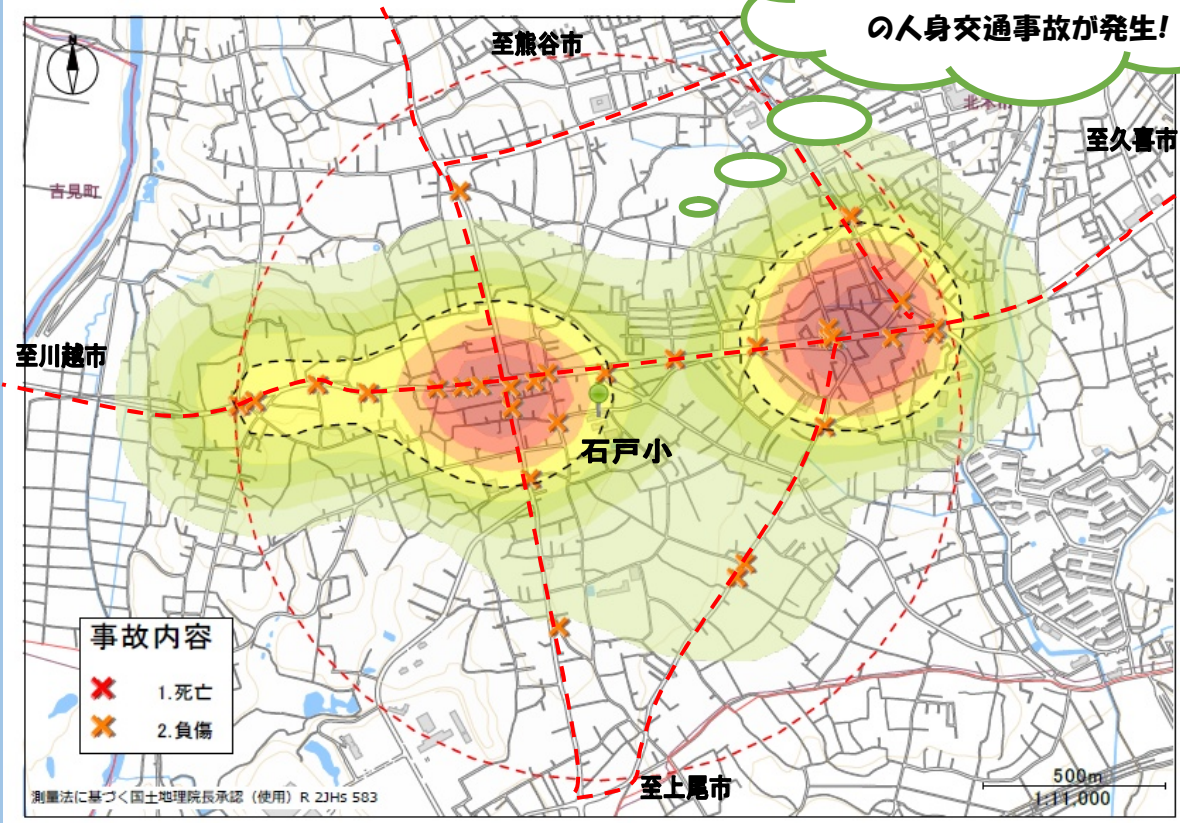 の人身交通事故が発生!
至熊谷市
N
北本市
至久喜市
吉見町
至川越市
石戸小
事故内容
1.死亡
2.負傷
至上尾市
500m
1:11,000
測量法に基づく国土地理院長承認（使用）R 2JHs 583